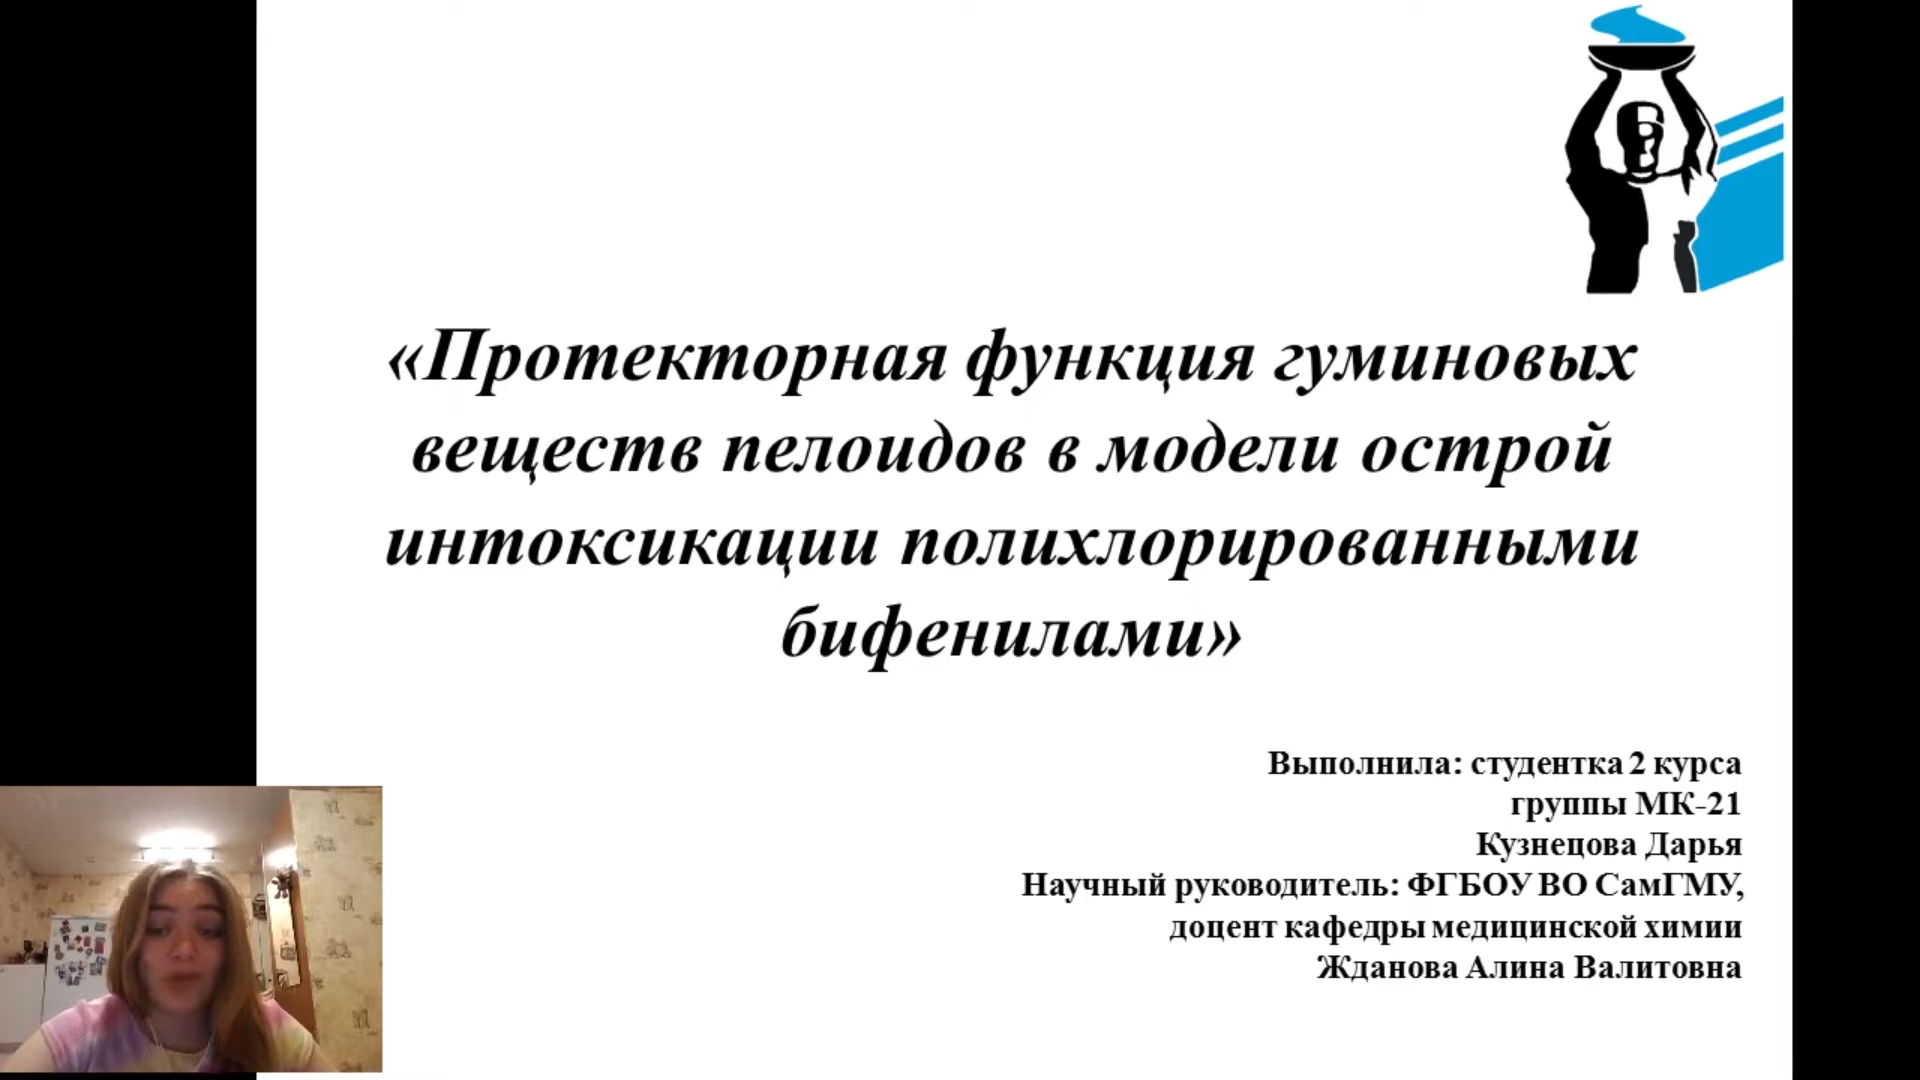 «Протекторная функция гуминовых
веществ пелоидов в модели острой
интоксикации полихлорированными
бифенилами»
Выполнила: студентка 2 курса
группы МК-21
Кузнецова Дарья
Научный руководитель: ФГБОУ ВО СамГМУ,
доцент кафедры медицинской химии
Жданова Алина Валитовна